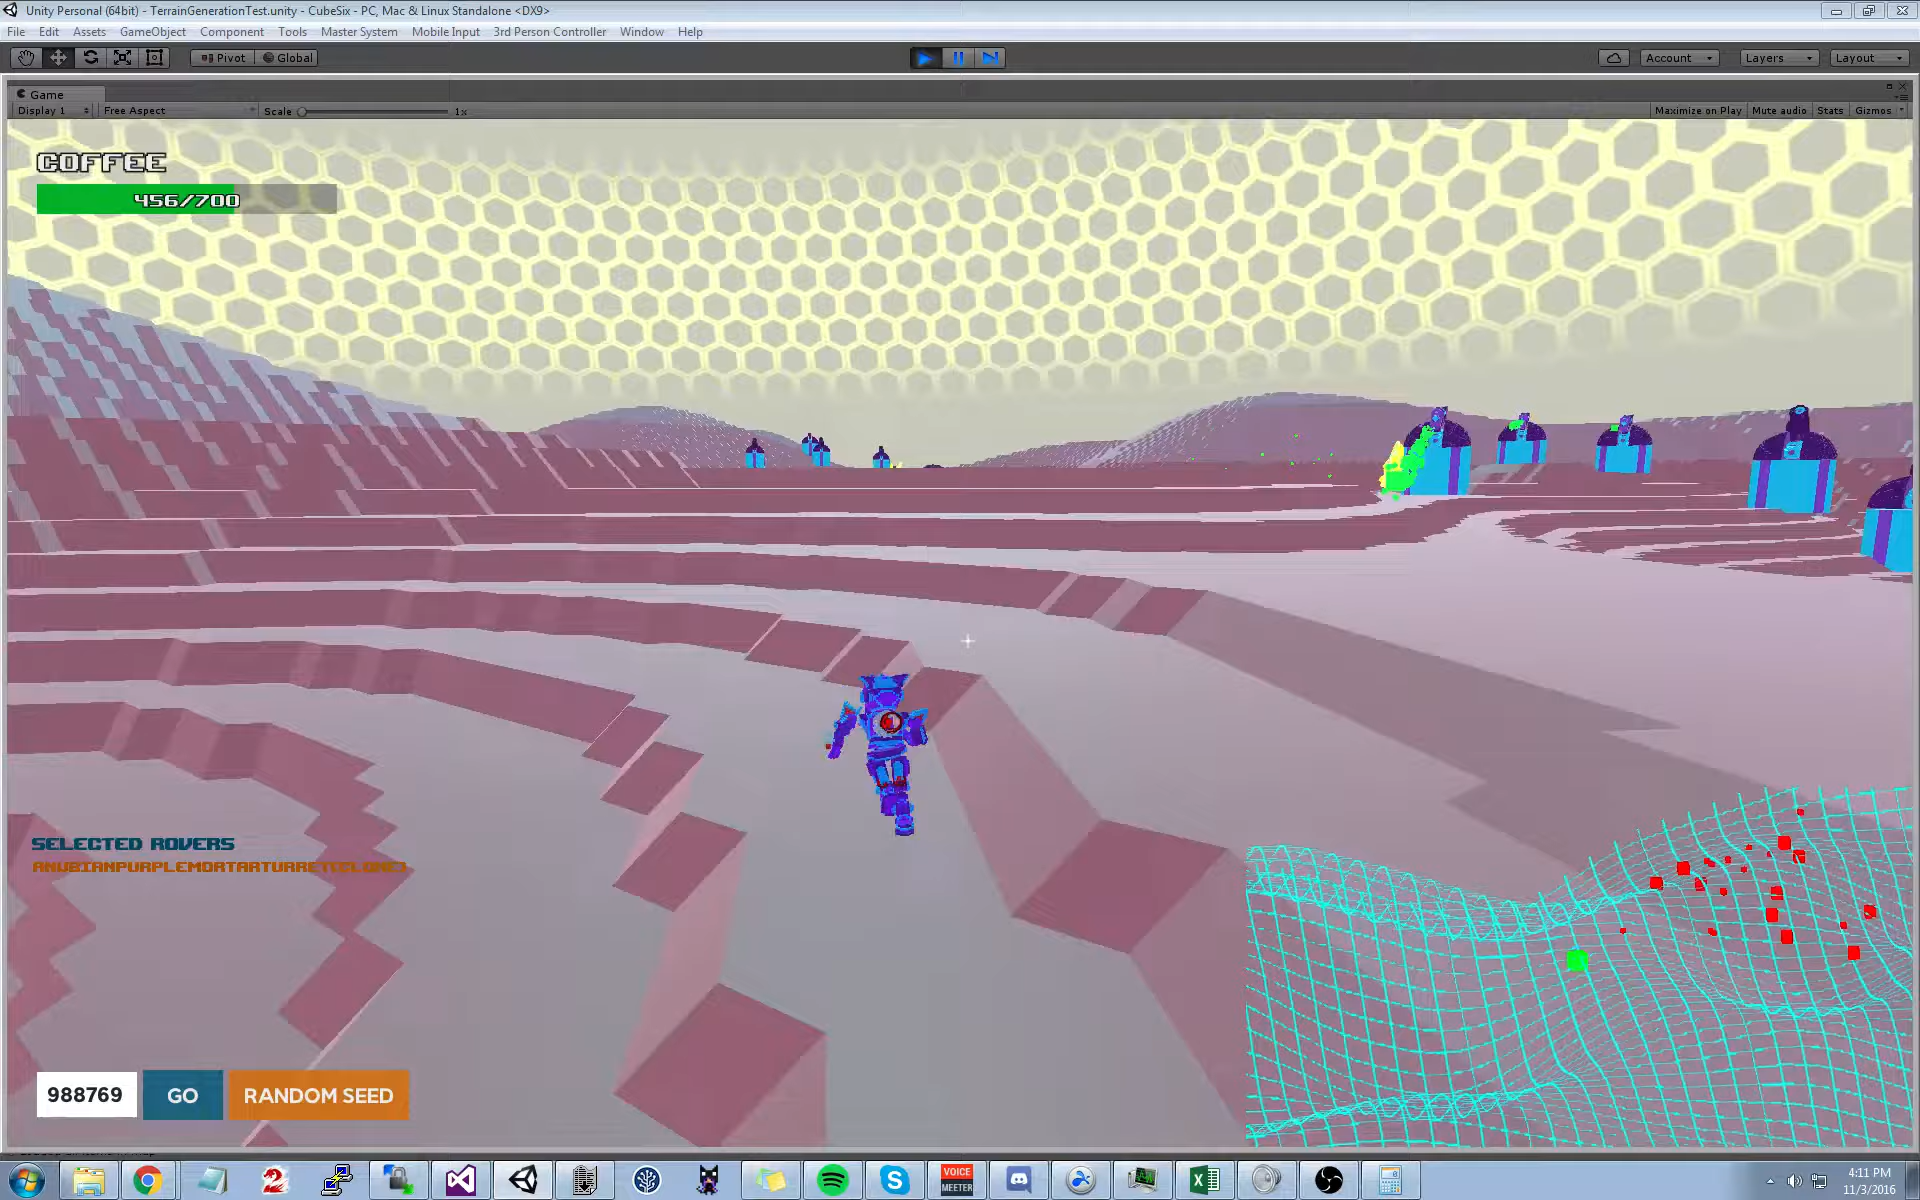 Unity Personal (64bit) - TerrainGenerationTest.unity - CubeSix - PC, Mac & Linux Standalone <DX9>
File Edit Assets GameObject Component Tools Master System Mobile Input 3rd Person Controller Window Help
Pivot Global Account Layers Layout
Game
Display 1 Free Aspect Scale 1x Maximize on Play Mute audio Stats Gizmos
COFFEE
456/700
SELECTED ROVERS
ANUBIANPURPLEMORTARTURRET(CLONE)
988769 GO RANDOM SEED
VOICE
MEETER
4:11 PM
11/3/2016